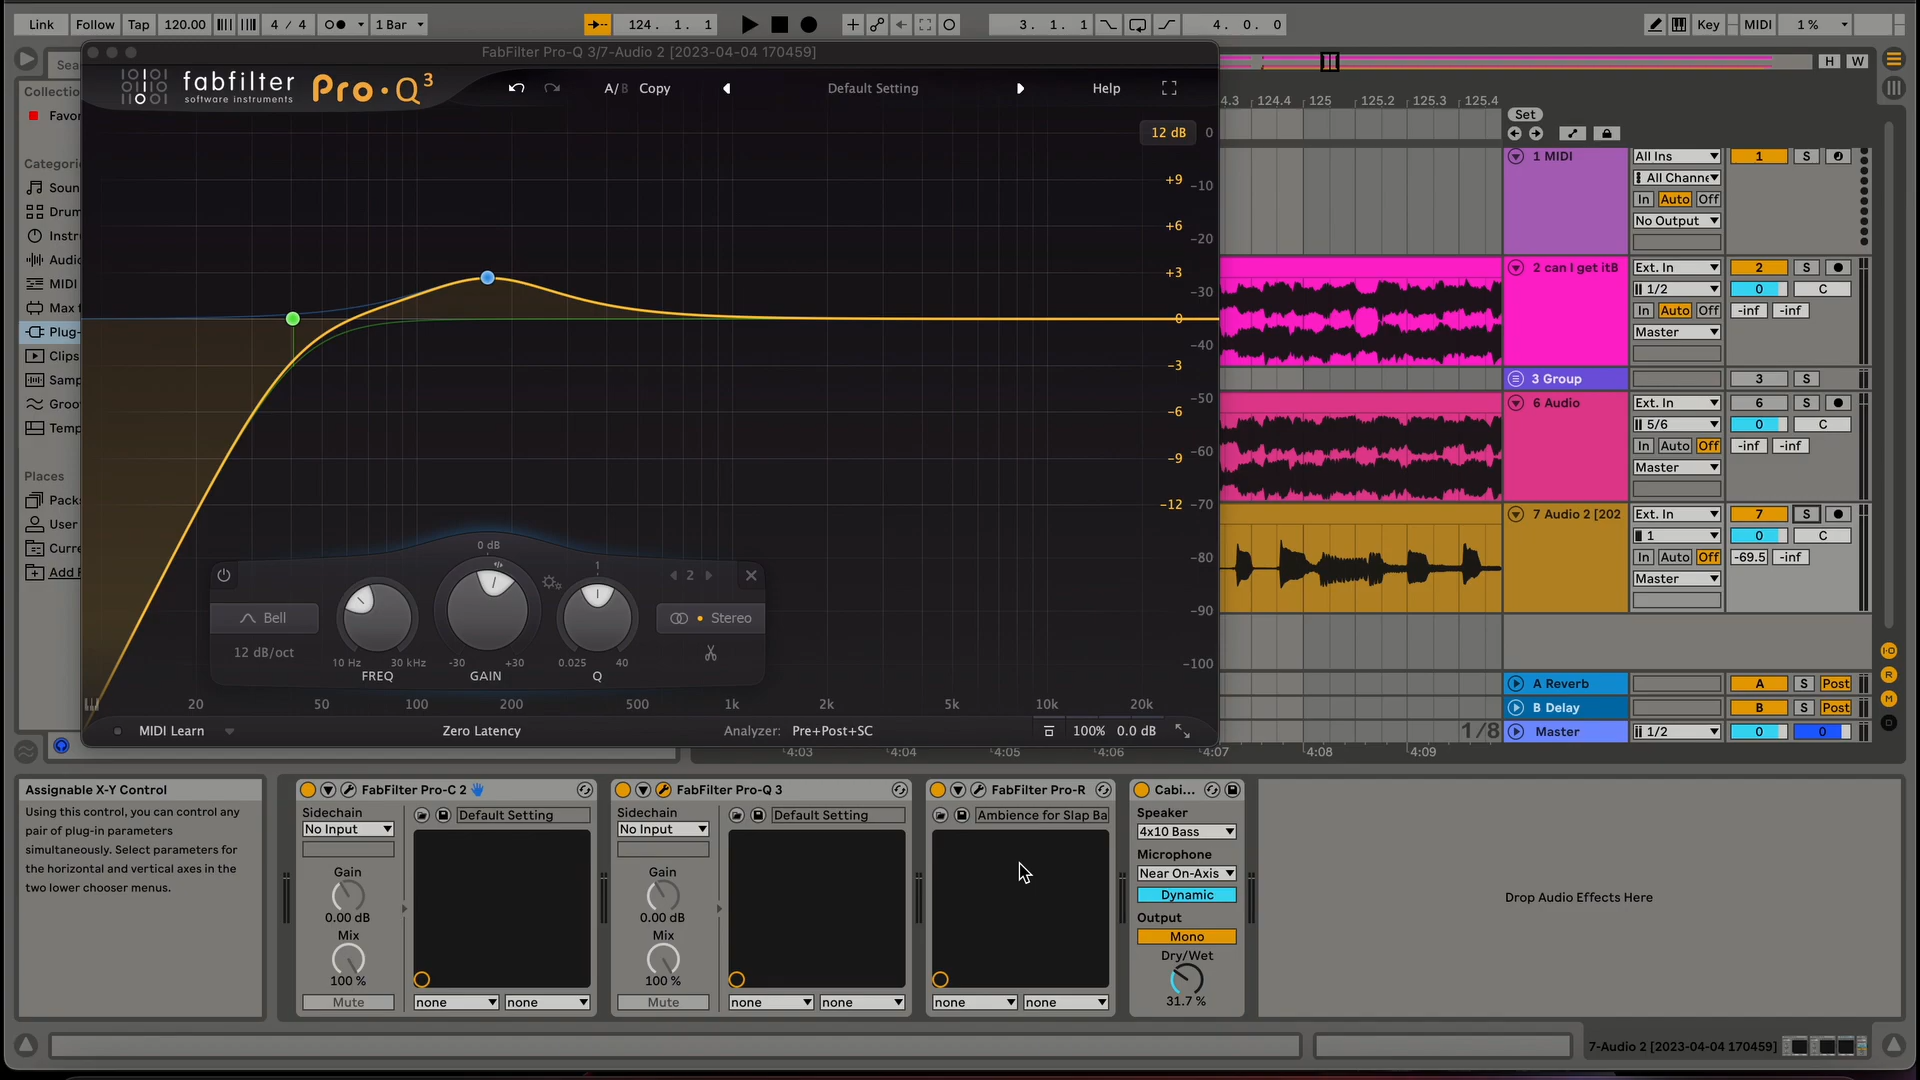 Link Follow Tap 120.00 4 / 4 1 Bar 124. 1. 1 3. 1. 1 4. 0. 0 Key MIDI 1 %
FabFilter Pro-Q 3/7-Audio 2 [2023-04-04 170459]
fabfilter
software instruments
Pro·Q3
A/B Copy Default Setting Help
12 dB 0
+9 -10
+6 -20
+3 -30
0 -40
-3 -50
-6 -60
-9
-12 -70
-80
-90
-100
0 dB
1
2
Bell
12 dB/oct
10 Hz 30 kHz
FREQ
-30 +30
GAIN
0.025 40
Q
Stereo
20 50 100 200 500 1k 2k 5k 10k 20k
MIDI Learn Zero Latency Analyzer: Pre+Post+SC 100% 0.0 dB
Sea
Collectio
Favor
Categorie
Soun
Drum
Instru
Audio
MIDI
Max f
Plug-
Clips
Samp
Groo
Temp
Places
Packs
User
Curre
Add F
H W
4.3 124.4 125 125.2 125.3 125.4
Set
1 MIDI All Ins 1 S
All Channe
In Auto Off
No Output
2 can I get itB Ext. In 2 S
1/2 0 C
In Auto Off -inf -inf
Master
3 Group 3 S
6 Audio Ext. In 6 S
5/6 0 C
In Auto Off -inf -inf
Master
7 Audio 2 [202 Ext. In 7 S
1 0 C
In Auto Off -69.5 -inf
Master
A Reverb A S Post
B Delay B S Post
1/8 Master 1/2 0 0
I·O
R
M
D
4:03 4:04 4:05 4:06 4:07 4:08 4:09
Assignable X-Y Control
Using this control, you can control any
pair of plug-in parameters
simultaneously. Select parameters for
the horizontal and vertical axes in the
two lower chooser menus.
FabFilter Pro-C 2
Sidechain Default Setting
No Input
Gain
0.00 dB
Mix
100 %
Mute none none
FabFilter Pro-Q 3
Sidechain Default Setting
No Input
Gain
0.00 dB
Mix
100 %
Mute none none
FabFilter Pro-R
Ambience for Slap Ba
none none
Cabi...
Speaker
4x10 Bass
Microphone
Near On-Axis
Dynamic
Output
Mono
Dry/Wet
31.7 %
Drop Audio Effects Here
7-Audio 2 [2023-04-04 170459]